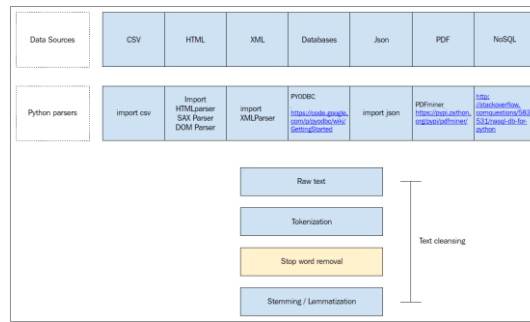 Data Sources
CSV
HTML
XML
Databases
Json
PDF
NoSQL
Python parsers
import csv
Import
HTMLparser
SAX Parser
DOM Parser
import
XMLParser
PYODBC
https://code.google.
com/p/pyodbc/wiki/
GettingStarted
import json
PDFminer
https://pypi.python.
org/pypi/pdfminer/
http:
//stackoverflow.
comquestions/583
531/nosql-db-for-
python
Raw text
Tokenization
Stop word removal
Stemming / Lemmatization
Text cleansing